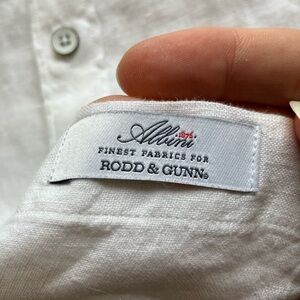 Albini
1876
FINEST FABRICS FOR
RODD & GUNN®